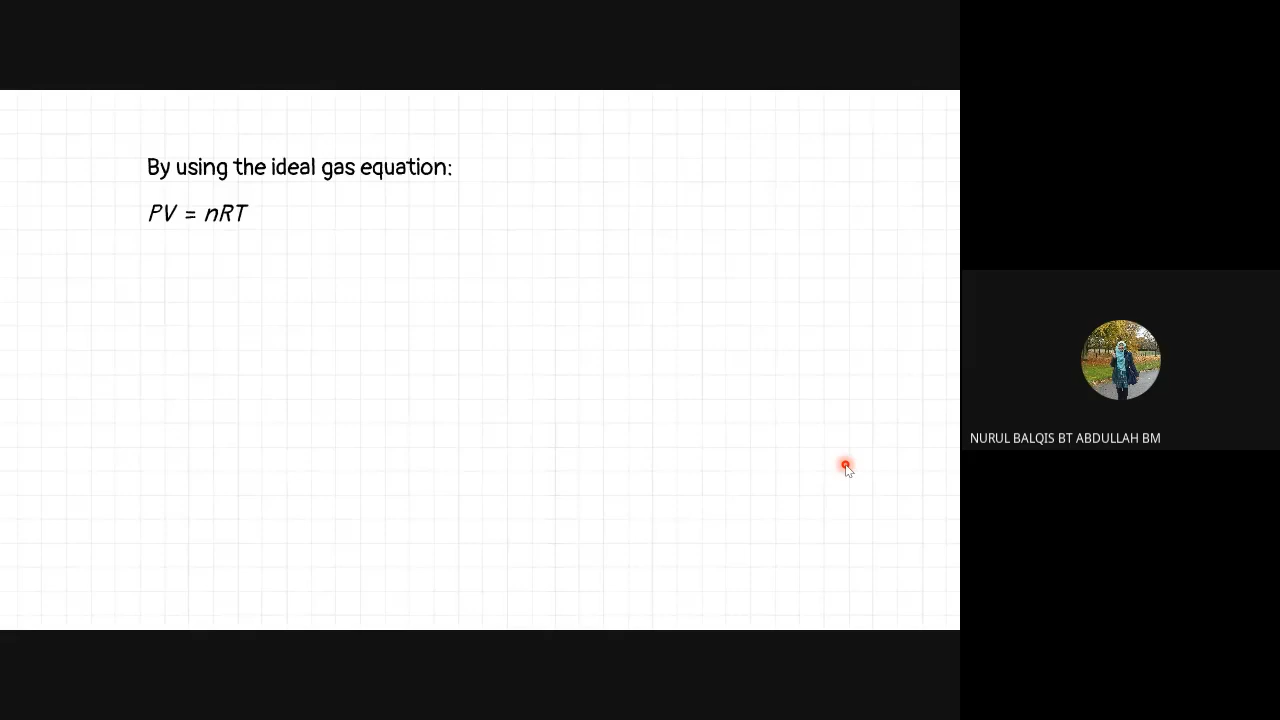 By using the ideal gas equation:
PV = nRT
NURUL BALQIS BT ABDULLAH BM